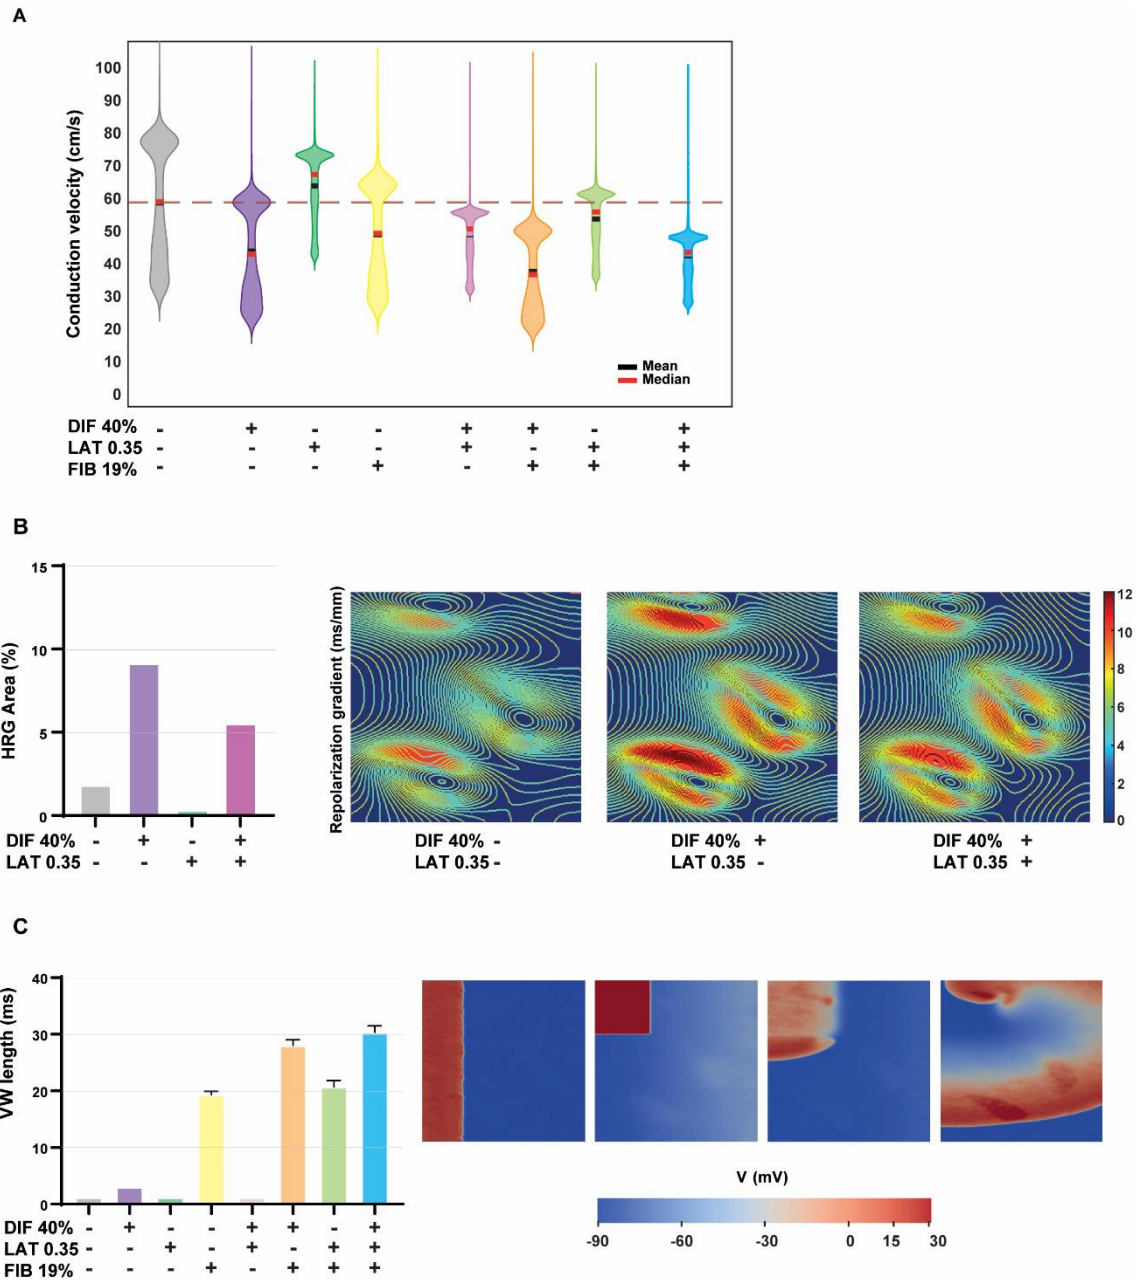 A
Conduction velocity (cm/s)
100
90
80
70
60
50
40
30
20
10
0
Mean
Median
DIF 40% - + - - + + - +
LAT 0.35 - - + - + - + +
FIB 19% - - - + - + + +
B
HRG Area (%)
15
10
5
0
DIF 40% - + - +
LAT 0.35 - - + +
Repolarization gradient (ms/mm)
DIF 40% -
LAT 0.35 -
DIF 40% +
LAT 0.35 -
DIF 40% +
LAT 0.35 +
12
10
8
6
4
2
0
C
VW length (ms)
40
30
20
10
0
DIF 40% - + - - + + - +
LAT 0.35 - - + - + - + +
FIB 19% - - - + - + + +
V (mV)
-90 -60 -30 0 15 30